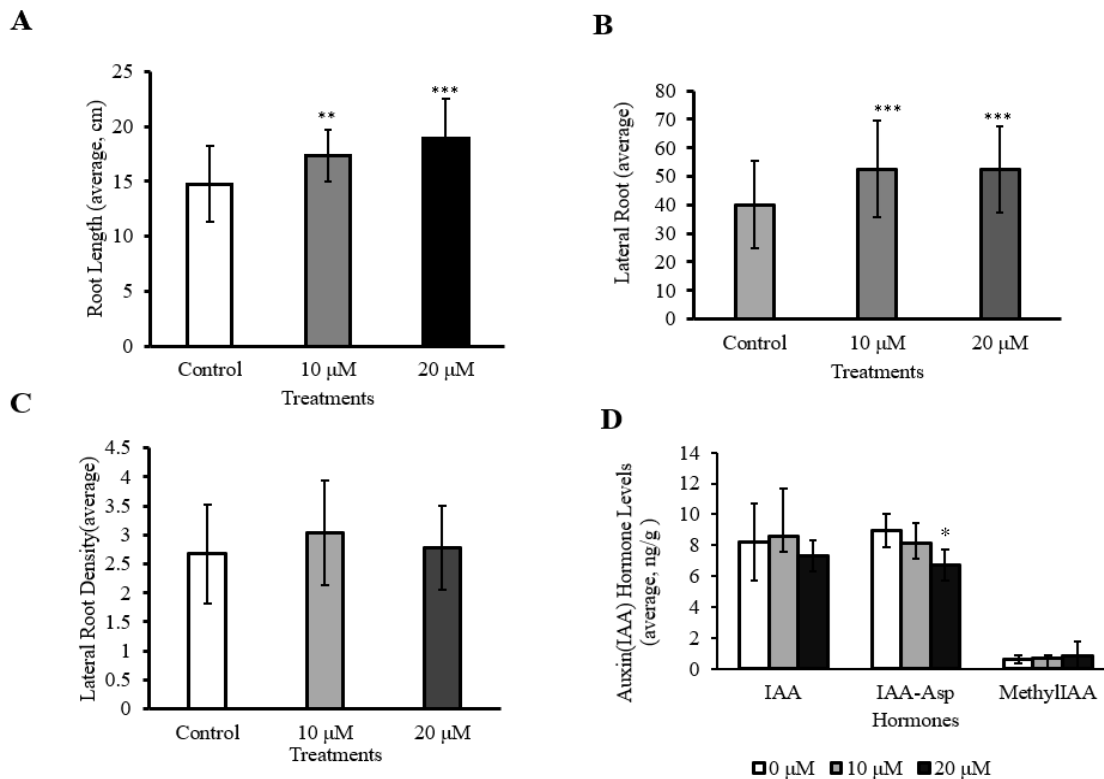 A
Root Length (average, cm)
25
20
15
10
5
0
**
***
Control 10 μM 20 μM
Treatments
B
Lateral Root (average)
80
70
60
50
40
30
20
10
0
***
***
Control 10 μM 20 μM
Treatments
C
Lateral Root Density(average)
4.5
4
3.5
3
2.5
2
1.5
1
0.5
0
Control 10 μM 20 μM
Treatments
D
Auxin(IAA) Hormone Levels
(average, ng/g )
14
12
10
8
6
4
2
0
*
IAA IAA-Asp MethylIAA
Hormones
0 μM 10 μM 20 μM